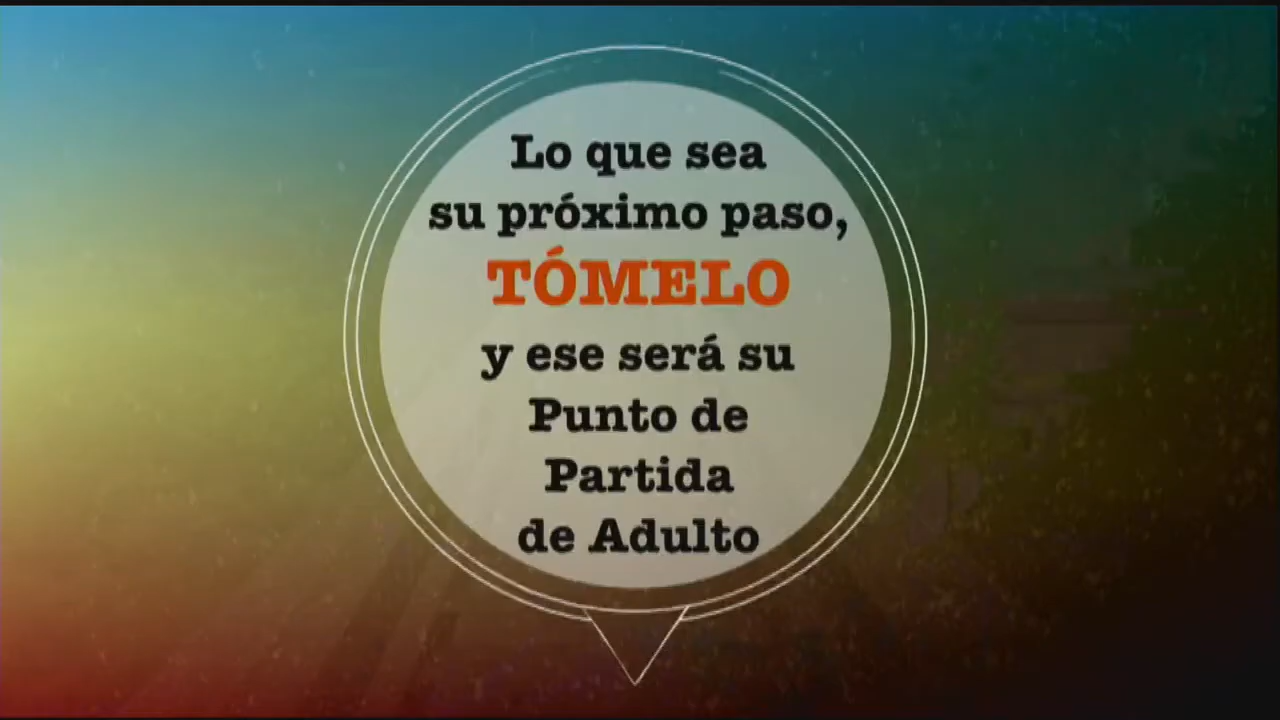 Lo que sea
su próximo paso,
TÓMELO
y ese será su
Punto de
Partida
de Adulto